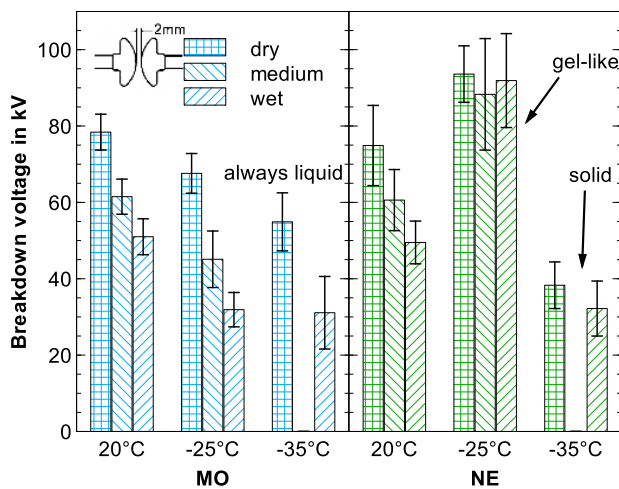 Breakdown voltage in kV
100
80
60
40
20
0
2mm
dry
medium
wet
always liquid
gel-like
solid
20°C -25°C -35°C 20°C -25°C -35°C
MO NE